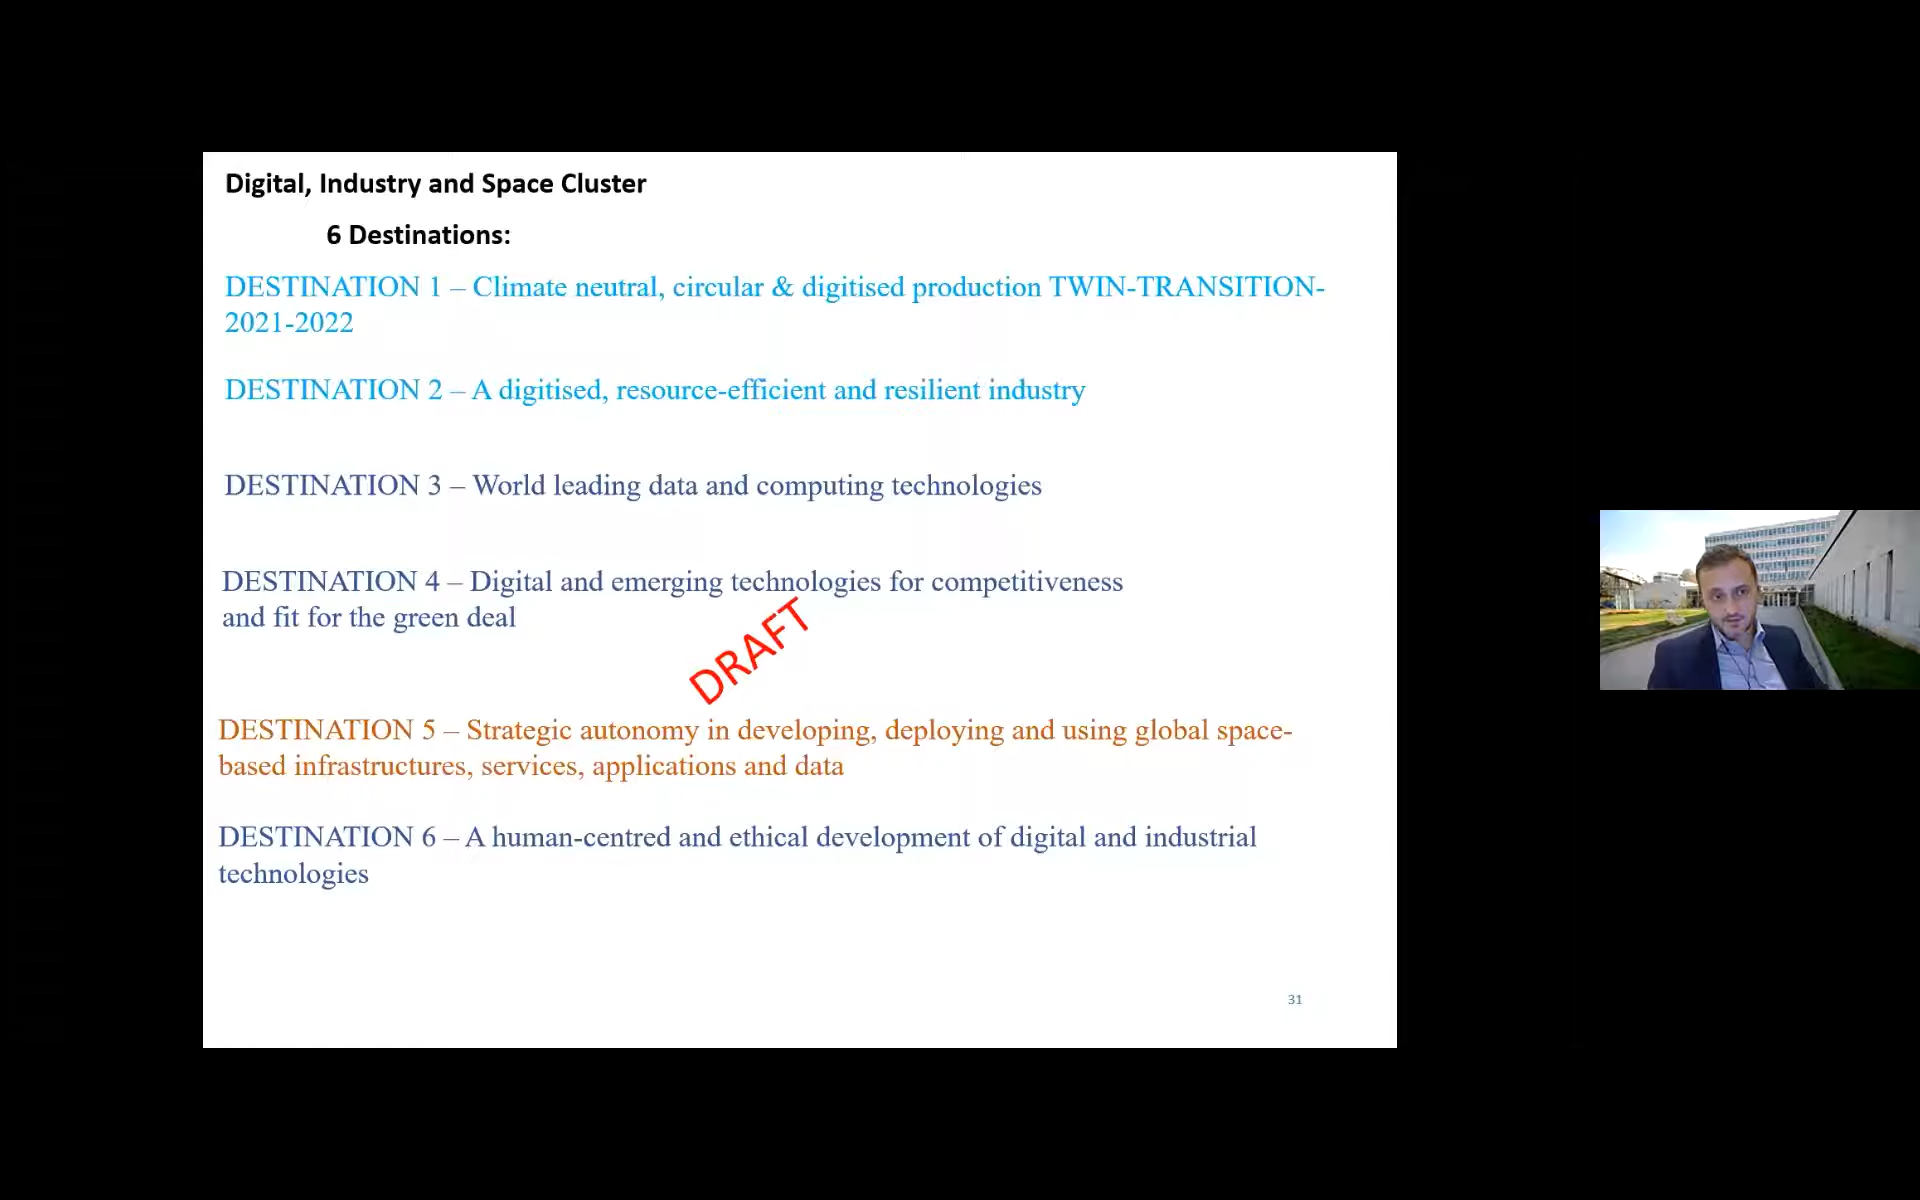 Digital, Industry and Space Cluster
6 Destinations:
DESTINATION 1 – Climate neutral, circular & digitised production TWIN-TRANSITION-
2021-2022
DESTINATION 2 – A digitised, resource-efficient and resilient industry
DESTINATION 3 – World leading data and computing technologies
DESTINATION 4 – Digital and emerging technologies for competitiveness
and fit for the green deal
DRAFT
DESTINATION 5 – Strategic autonomy in developing, deploying and using global space-
based infrastructures, services, applications and data
DESTINATION 6 – A human-centred and ethical development of digital and industrial
technologies
31